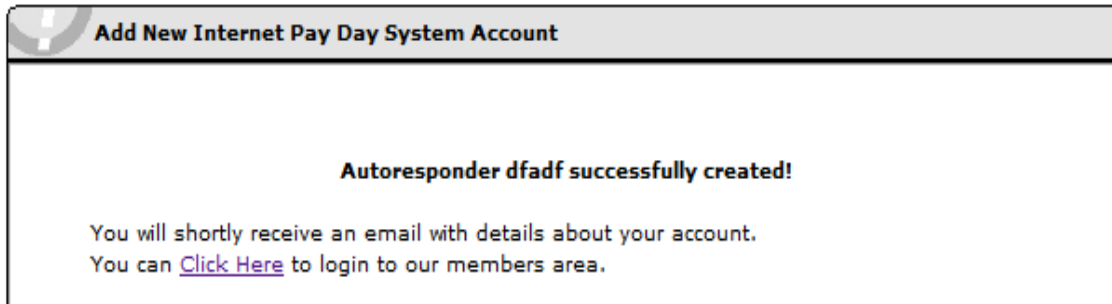 Add New Internet Pay Day System Account
Autoresponder dfadf successfully created!
You will shortly receive an email with details about your account.
You can Click Here to login to our members area.